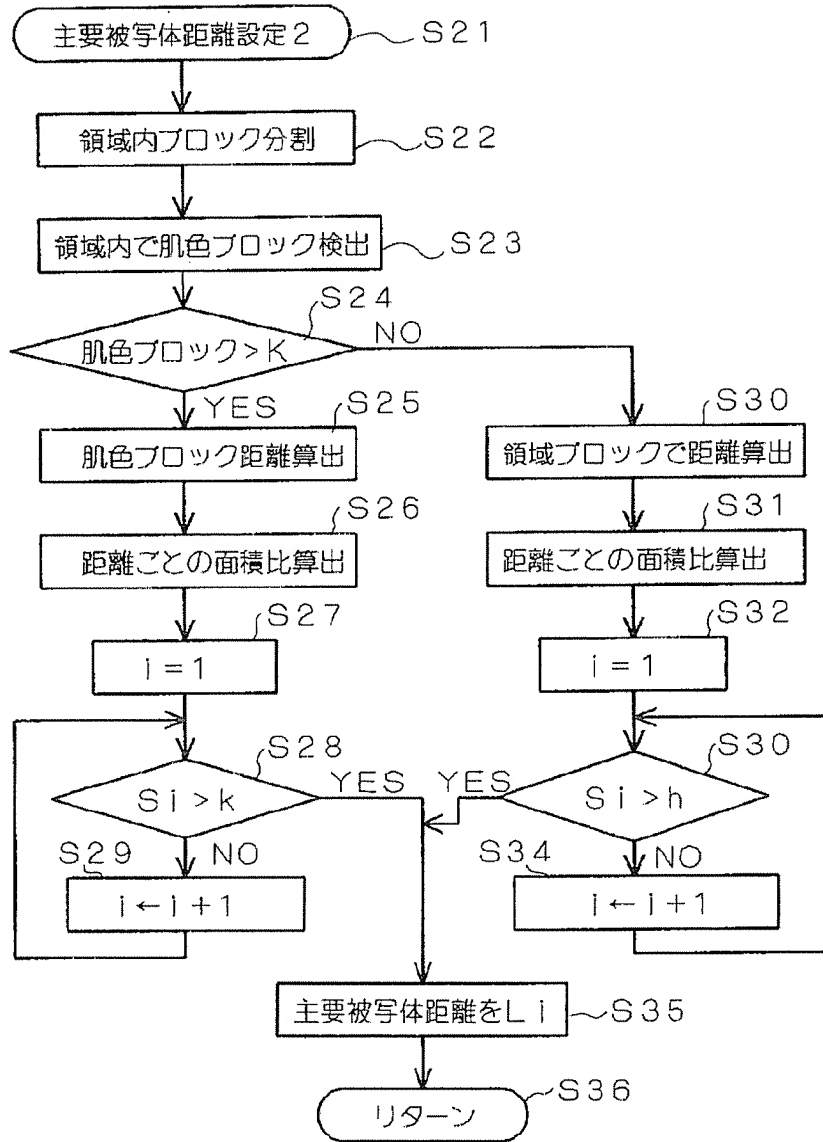 主要被写体距離設定2
S21
領域内ブロック分割
S22
領域内で肌色ブロック検出
S23
S24
肌色ブロック>K
NO
YES
S25
肌色ブロック距離算出
S26
距離ごとの面積比算出
S27
i=1
S28
Si>k
YES
S29
NO
i←i+1
S30
領域ブロックで距離算出
S31
距離ごとの面積比算出
S32
i=1
S30
YES
Si>h
S34
NO
i←i+1
主要被写体距離をLi
S35
リターン
S36